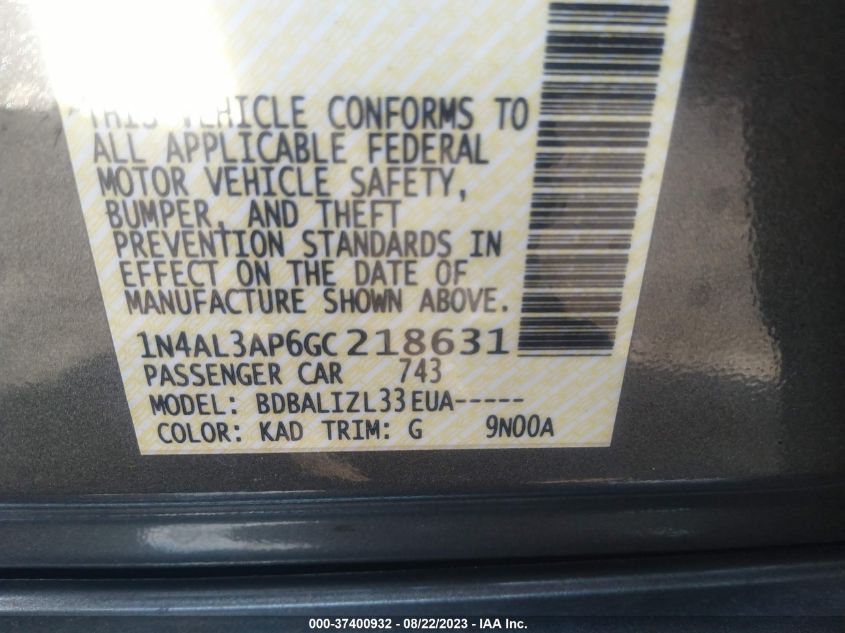 THIS VEHICLE CONFORMS TO
ALL APPLICABLE FEDERAL
MOTOR VEHICLE SAFETY,
BUMPER, AND THEFT
PREVENTION STANDARDS IN
EFFECT ON THE DATE OF
MANUFACTURE SHOWN ABOVE.
1N4AL3AP6GC218631
PASSENGER CAR 743
MODEL: BDBALIZL33EUA-----
COLOR: KAD TRIM: G 9N00A
000-37400932 - 08/22/2023 - IAA Inc.